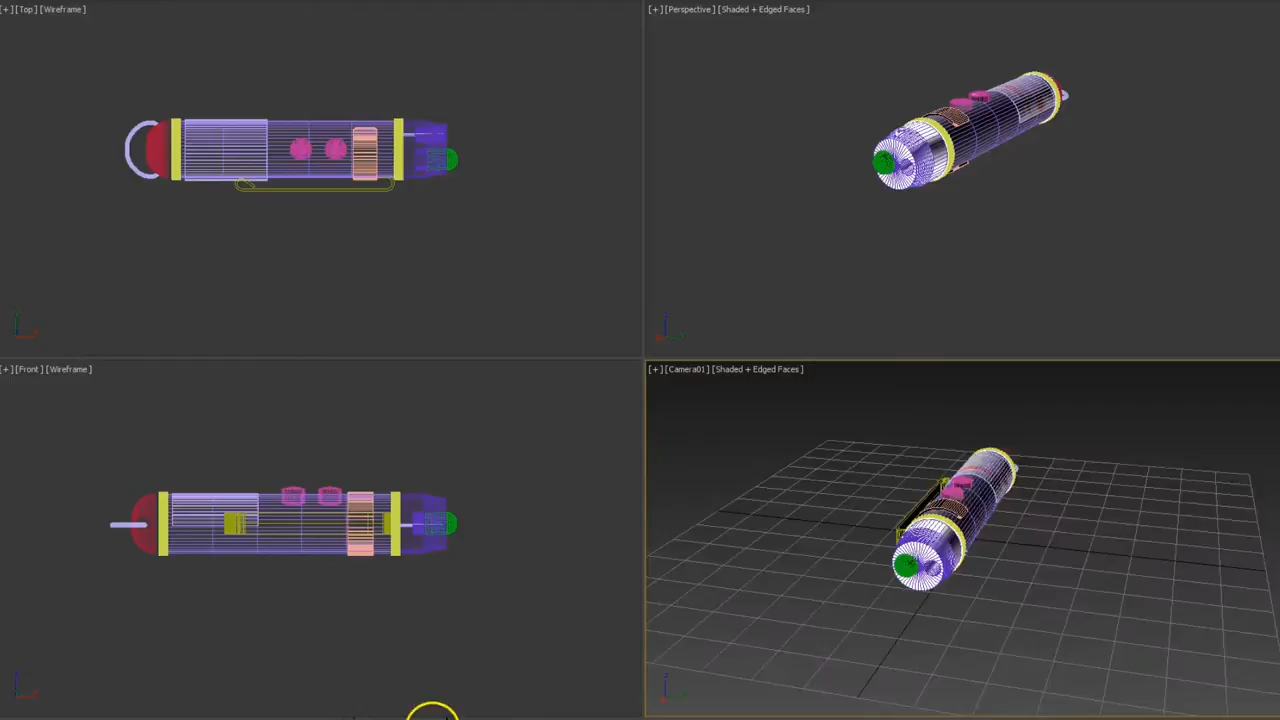 [+] [Top] [Wireframe]
[+] [Perspective] [Shaded + Edged Faces]
[+] [Front] [Wireframe]
[+] [Camera01] [Shaded + Edged Faces]